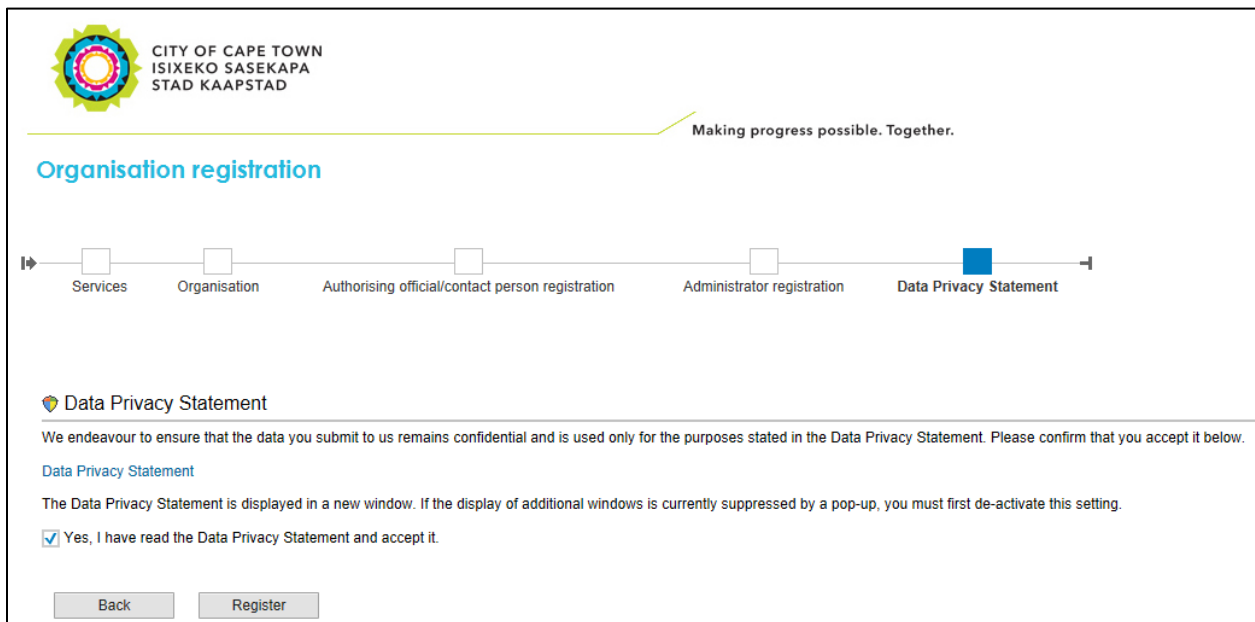 CITY OF CAPE TOWN
ISIXEKO SASEKAPA
STAD KAAPSTAD
Making progress possible. Together.
Organisation registration
Services
Organisation
Authorising official/contact person registration
Administrator registration
Data Privacy Statement
Data Privacy Statement
We endeavour to ensure that the data you submit to us remains confidential and is used only for the purposes stated in the Data Privacy Statement. Please confirm that you accept it below.
Data Privacy Statement
The Data Privacy Statement is displayed in a new window. If the display of additional windows is currently suppressed by a pop-up, you must first de-activate this setting.
Yes, I have read the Data Privacy Statement and accept it.
Back
Register